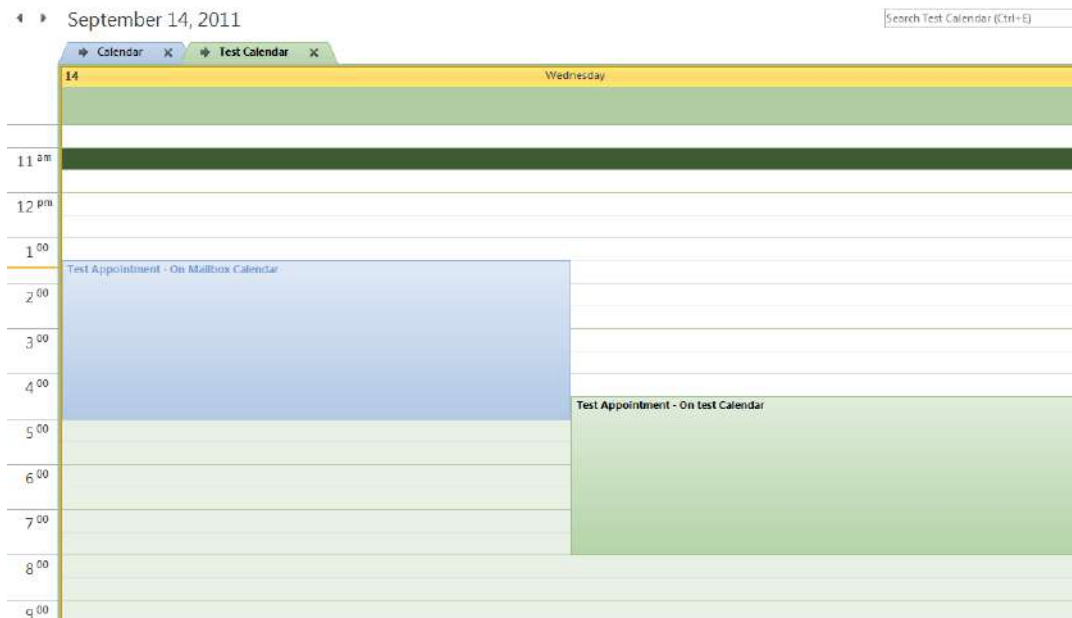 September 14, 2011
Search Test Calendar (Ctrl+E)
Calendar
Test Calendar
14 Wednesday
11 am
12 pm
1 00
Test Appointment - On Mailbox Calendar
2 00
3 00
4 00
Test Appointment - On test Calendar
5 00
6 00
7 00
8 00
9 00